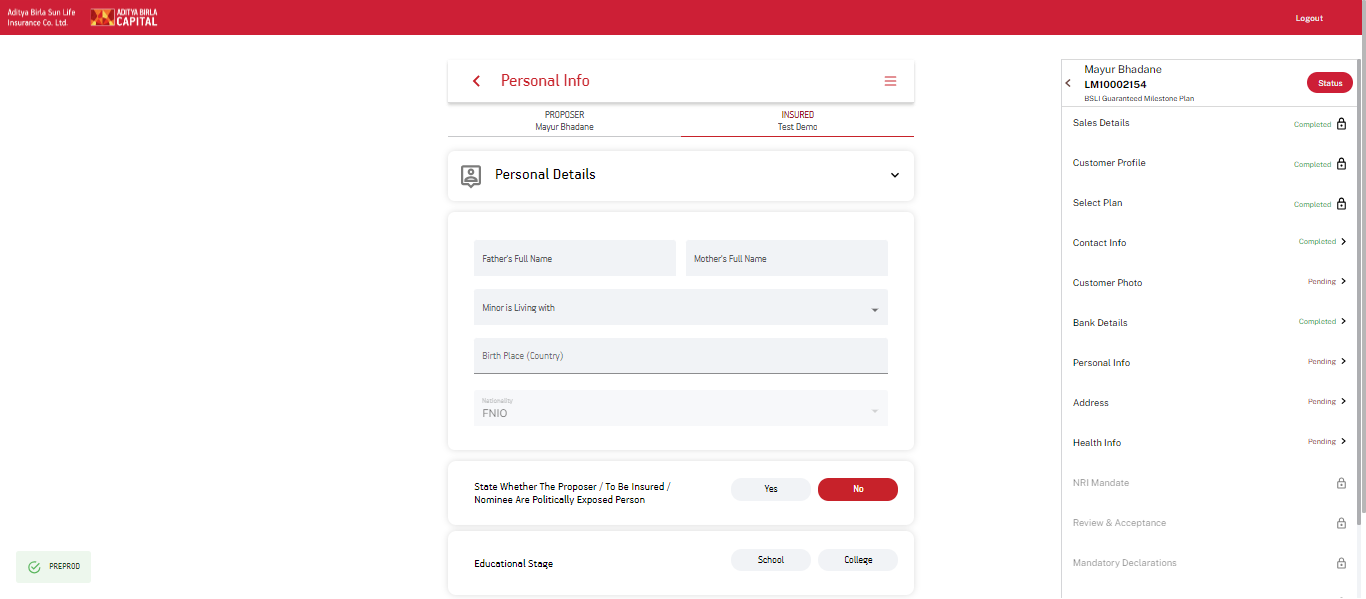 Aditya Birla Sun Life
Insurance Co. Ltd.
ADITYA BIRLA
CAPITAL
Logout
Personal Info
PROPOSER
Mayur Bhadane
INSURED
Test Demo
Personal Details
Father's Full Name
Mother's Full Name
Minor is Living with
Birth Place (Country)
Nationality
FNIO
State Whether The Proposer / To Be Insured /
Nominee Are Politically Exposed Person
Yes
No
Educational Stage
School
College
PREPROD
Mayur Bhadane
LM10002154
BSLI Guaranteed Milestone Plan
Status
Sales Details
Completed
Customer Profile
Completed
Select Plan
Completed
Contact Info
Completed
Customer Photo
Pending
Bank Details
Completed
Personal Info
Pending
Address
Pending
Health Info
Pending
NRI Mandate
Review & Acceptance
Mandatory Declarations